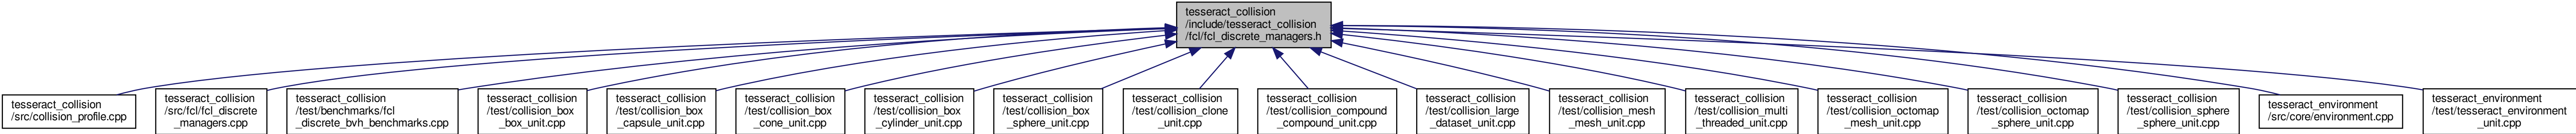 tesseract_collision
/include/tesseract_collision
/fcl/fcl_discrete_managers.h
tesseract_collision
/src/collision_profile.cpp
tesseract_collision
/src/fcl/fcl_discrete
_managers.cpp
tesseract_collision
/test/benchmarks/fcl
_discrete_bvh_benchmarks.cpp
tesseract_collision
/test/collision_box
_box_unit.cpp
tesseract_collision
/test/collision_box
_capsule_unit.cpp
tesseract_collision
/test/collision_box
_cone_unit.cpp
tesseract_collision
/test/collision_box
_cylinder_unit.cpp
tesseract_collision
/test/collision_box
_sphere_unit.cpp
tesseract_collision
/test/collision_clone
_unit.cpp
tesseract_collision
/test/collision_compound
_compound_unit.cpp
tesseract_collision
/test/collision_large
_dataset_unit.cpp
tesseract_collision
/test/collision_mesh
_mesh_unit.cpp
tesseract_collision
/test/collision_multi
_threaded_unit.cpp
tesseract_collision
/test/collision_octomap
_mesh_unit.cpp
tesseract_collision
/test/collision_octomap
_sphere_unit.cpp
tesseract_collision
/test/collision_sphere
_sphere_unit.cpp
tesseract_environment
/src/core/environment.cpp
tesseract_environment
/test/tesseract_environment
_unit.cpp